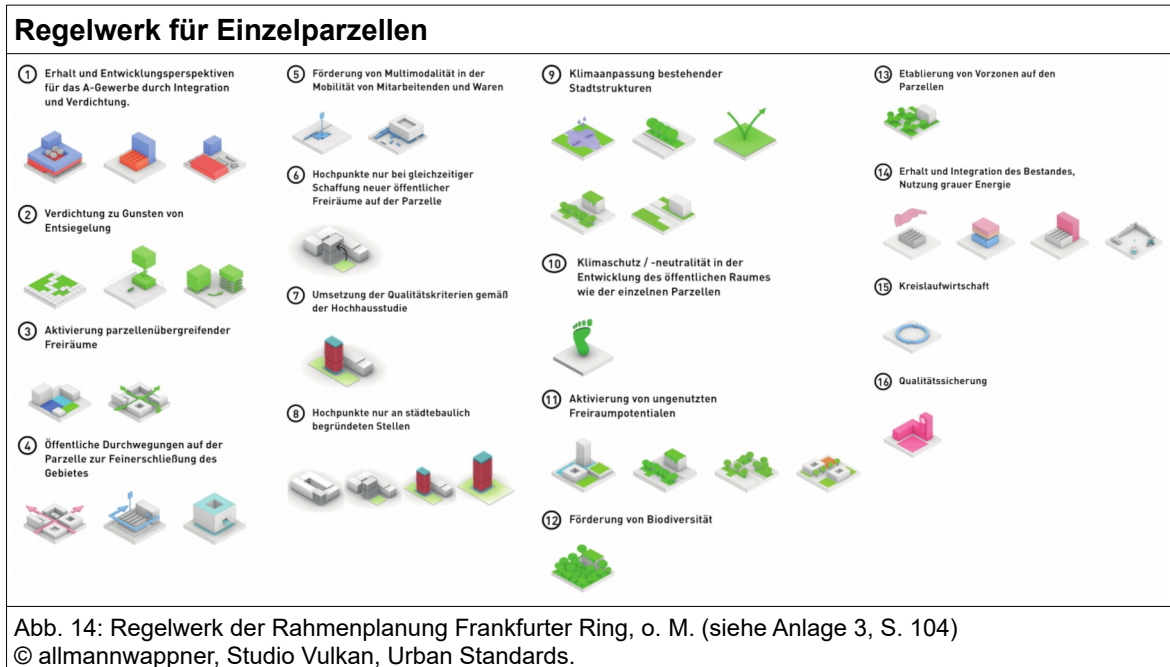 Regelwerk für Einzelparzellen
1 Erhalt und Entwicklungsperspektiven
für das A-Gewerbe durch Integration
und Verdichtung.
2 Verdichtung zu Gunsten von
Entsiegelung
3 Aktivierung parzellenübergreifender
Freiräume
4 Öffentliche Durchwegungen auf der
Parzelle zur Feinerschließung des
Gebietes
5 Förderung von Multimodalität in der
Mobilität von Mitarbeitenden und Waren
6 Hochpunkte nur bei gleichzeitiger
Schaffung neuer öffentlicher
Freiräume auf der Parzelle
7 Umsetzung der Qualitätskriterien gemäß
der Hochhausstudie
8 Hochpunkte nur an städtebaulich
begründeten Stellen
9 Klimaanpassung bestehender
Stadtstrukturen
10 Klimaschutz / -neutralität in der
Entwicklung des öffentlichen Raumes
wie der einzelnen Parzellen
11 Aktivierung von ungenutzten
Freiraumpotentialen
12 Förderung von Biodiversität
13 Etablierung von Vorzonen auf den
Parzellen
14 Erhalt und Integration des Bestandes,
Nutzung grauer Energie
15 Kreislaufwirtschaft
16 Qualitätssicherung
Abb. 14: Regelwerk der Rahmenplanung Frankfurter Ring, o. M. (siehe Anlage 3, S. 104)
© allmannwappner, Studio Vulkan, Urban Standards.